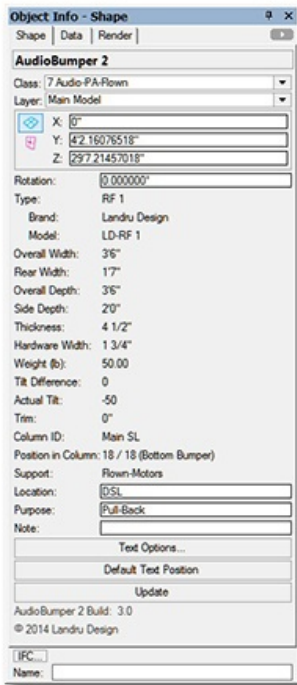 Object Info - Shape
Shape Data Render
AudioBumper 2
Class: 7 Audio-PA-Flown
Layer: Main Model
X: 0"
Y: 4'2.16076518"
Z: 29'7.21457018"
Rotation: 0.000000°
Type: RF 1
Brand: Landru Design
Model: LD-RF 1
Overall Width: 3'6"
Rear Width: 1'7"
Overall Depth: 3'6"
Side Depth: 2'0"
Thickness: 4 1/2"
Hardware Width: 1 3/4"
Weight (lb): 50.00
Tilt Difference: 0
Actual Tilt: -50
Trim: 0"
Column ID: Main SL
Position in Column: 18 / 18 (Bottom Bumper)
Support: Flown-Motors
Location: DSL
Purpose: Pull-Back
Note:
Text Options...
Default Text Position
Update
AudioBumper 2 Build: 3.0
© 2014 Landru Design
IFC...
Name: